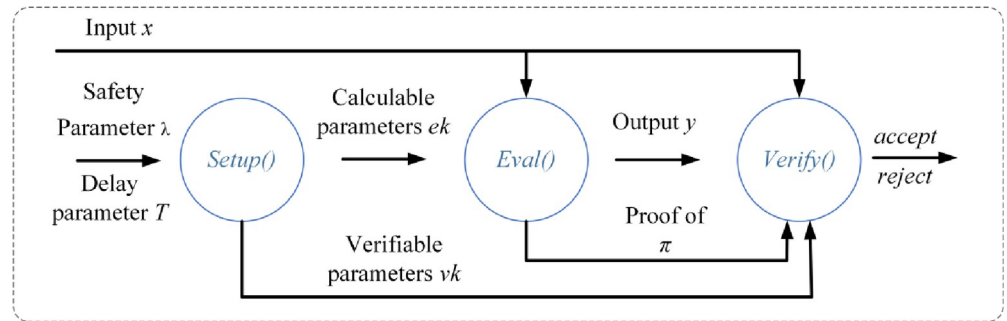 Input x
Safety
Parameter λ
Delay
parameter T
Setup()
Calculable
parameters ek
Eval()
Output y
Verify()
accept
reject
Proof of
π
Verifiable
parameters vk